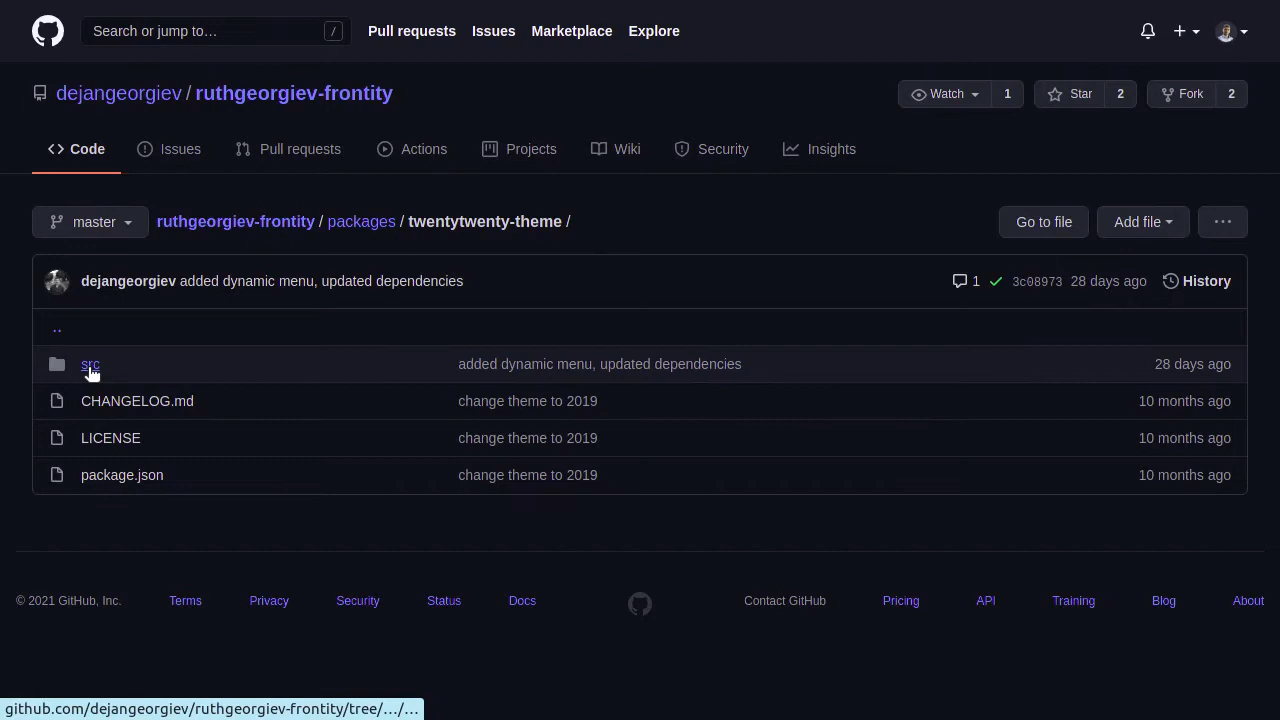 Search or jump to… /
Pull requests Issues Marketplace Explore
dejangeorgiev / ruthgeorgiev-frontity
Watch 1 Star 2 Fork 2
Code Issues Pull requests Actions Projects Wiki Security Insights
master ruthgeorgiev-frontity / packages / twentytwenty-theme / Go to file Add file ...
dejangeorgiev added dynamic menu, updated dependencies 1 3c08973 28 days ago History
..
src added dynamic menu, updated dependencies 28 days ago
CHANGELOG.md change theme to 2019 10 months ago
LICENSE change theme to 2019 10 months ago
package.json change theme to 2019 10 months ago
© 2021 GitHub, Inc. Terms Privacy Security Status Docs Contact GitHub Pricing API Training Blog About
github.com/dejangeorgiev/ruthgeorgiev-frontity/tree/…/…